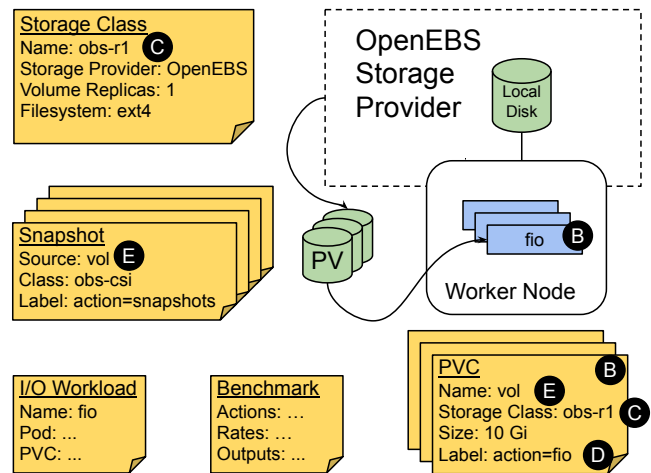 Storage Class
Name: obs-r1 C
Storage Provider: OpenEBS
Volume Replicas: 1
Filesystem: ext4
OpenEBS
Storage
Provider
Local
Disk
Snapshot
Source: vol E
Class: obs-csi
Label: action=snapshots
PV
fio B
Worker Node
I/O Workload
Name: fio
Pod: ...
PVC: ...
Benchmark
Actions: …
Rates: …
Outputs: ...
PVC B
Name: vol E
Storage Class: obs-r1 C
Size: 10 Gi
Label: action=fio D